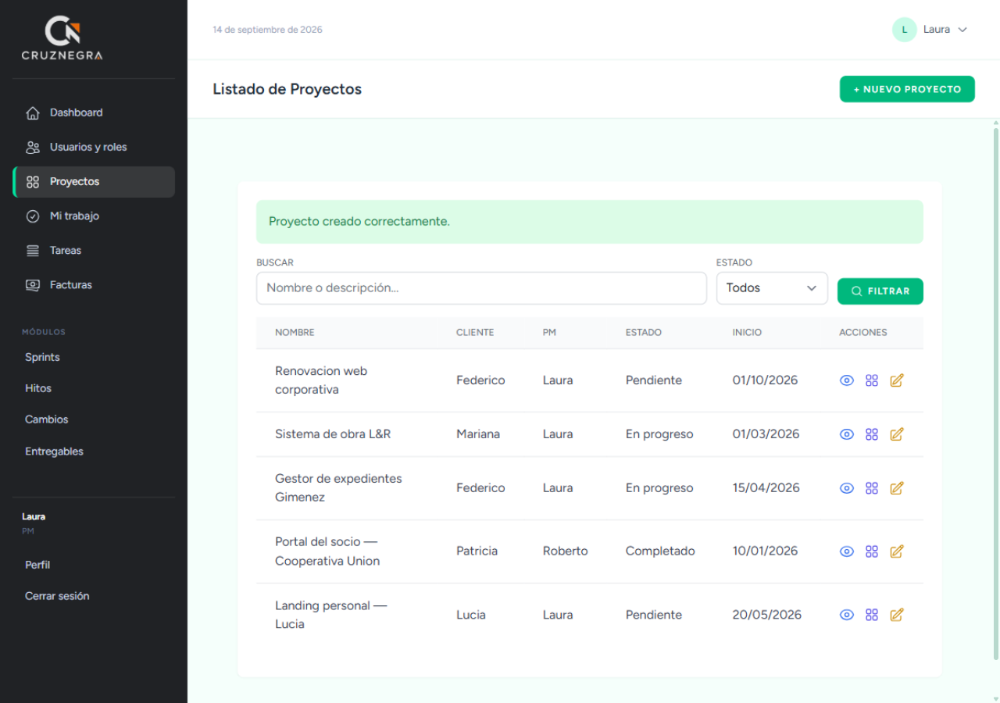 CRUZNEGRA
Dashboard
Usuarios y roles
Proyectos
Mi trabajo
Tareas
Facturas
MÓDULOS
Sprints
Hitos
Cambios
Entregables
Laura
PM
Perfil
Cerrar sesión
14 de septiembre de 2026
L Laura
Listado de Proyectos
+ NUEVO PROYECTO
Proyecto creado correctamente.
BUSCAR ESTADO
Nombre o descripción... Todos FILTRAR
NOMBRE CLIENTE PM ESTADO INICIO ACCIONES
Renovacion web
corporativa
Federico Laura Pendiente 01/10/2026
Sistema de obra L&R Mariana Laura En progreso 01/03/2026
Gestor de expedientes
Gimenez
Federico Laura En progreso 15/04/2026
Portal del socio —
Cooperativa Union
Patricia Roberto Completado 10/01/2026
Landing personal —
Lucia
Lucia Laura Pendiente 20/05/2026